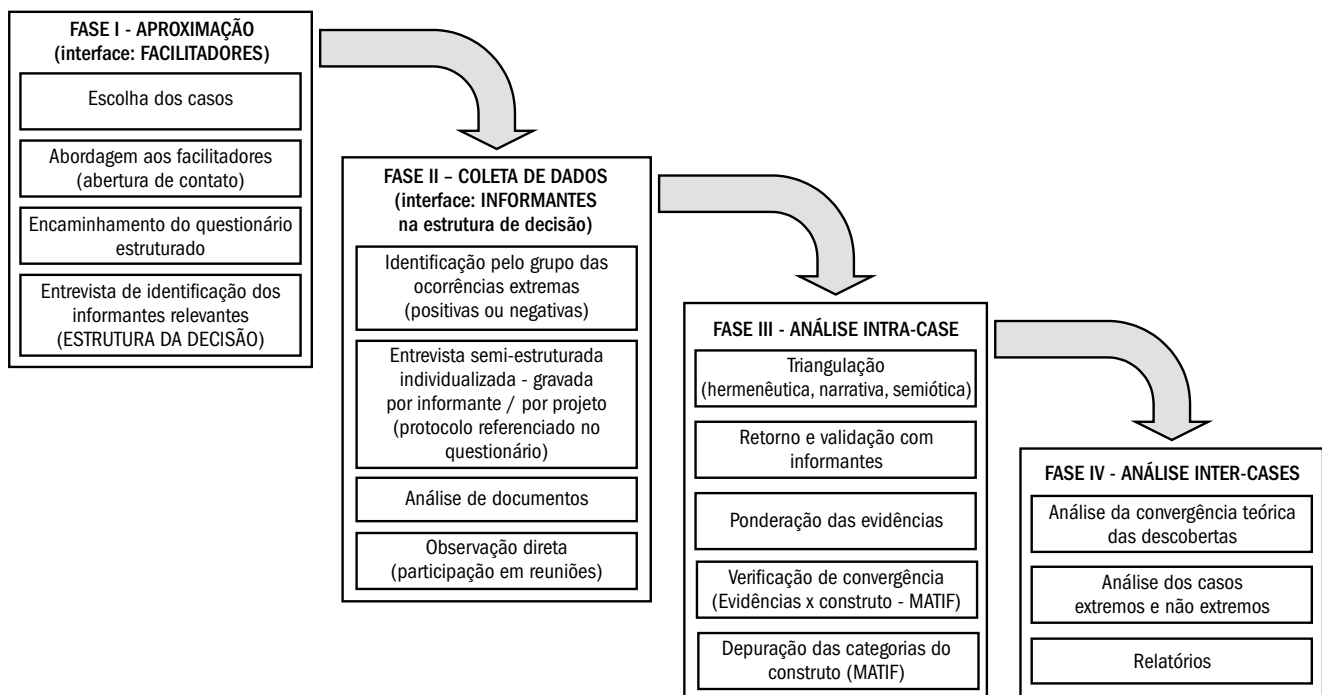 FASE I - APROXIMAÇÃO
(interface: FACILITADORES)
Escolha dos casos
Abordagem aos facilitadores
(abertura de contato)
Encaminhamento do questionário
estruturado
Entrevista de identificação dos
informantes relevantes
(ESTRUTURA DA DECISÃO)
FASE II – COLETA DE DADOS
(interface: INFORMANTES
na estrutura de decisão)
Identificação pelo grupo das
ocorrências extremas
(positivas ou negativas)
Entrevista semi-estruturada
individualizada - gravada
por informante / por projeto
(protocolo referenciado no
questionário)
Análise de documentos
Observação direta
(participação em reuniões)
FASE III - ANÁLISE INTRA-CASE
Triangulação
(hermenêutica, narrativa, semiótica)
Retorno e validação com
informantes
Ponderação das evidências
Verificação de convergência
(Evidências x construto - MATIF)
Depuração das categorias do
construto (MATIF)
FASE IV - ANÁLISE INTER-CASES
Análise da convergência teórica
das descobertas
Análise dos casos
extremos e não extremos
Relatórios